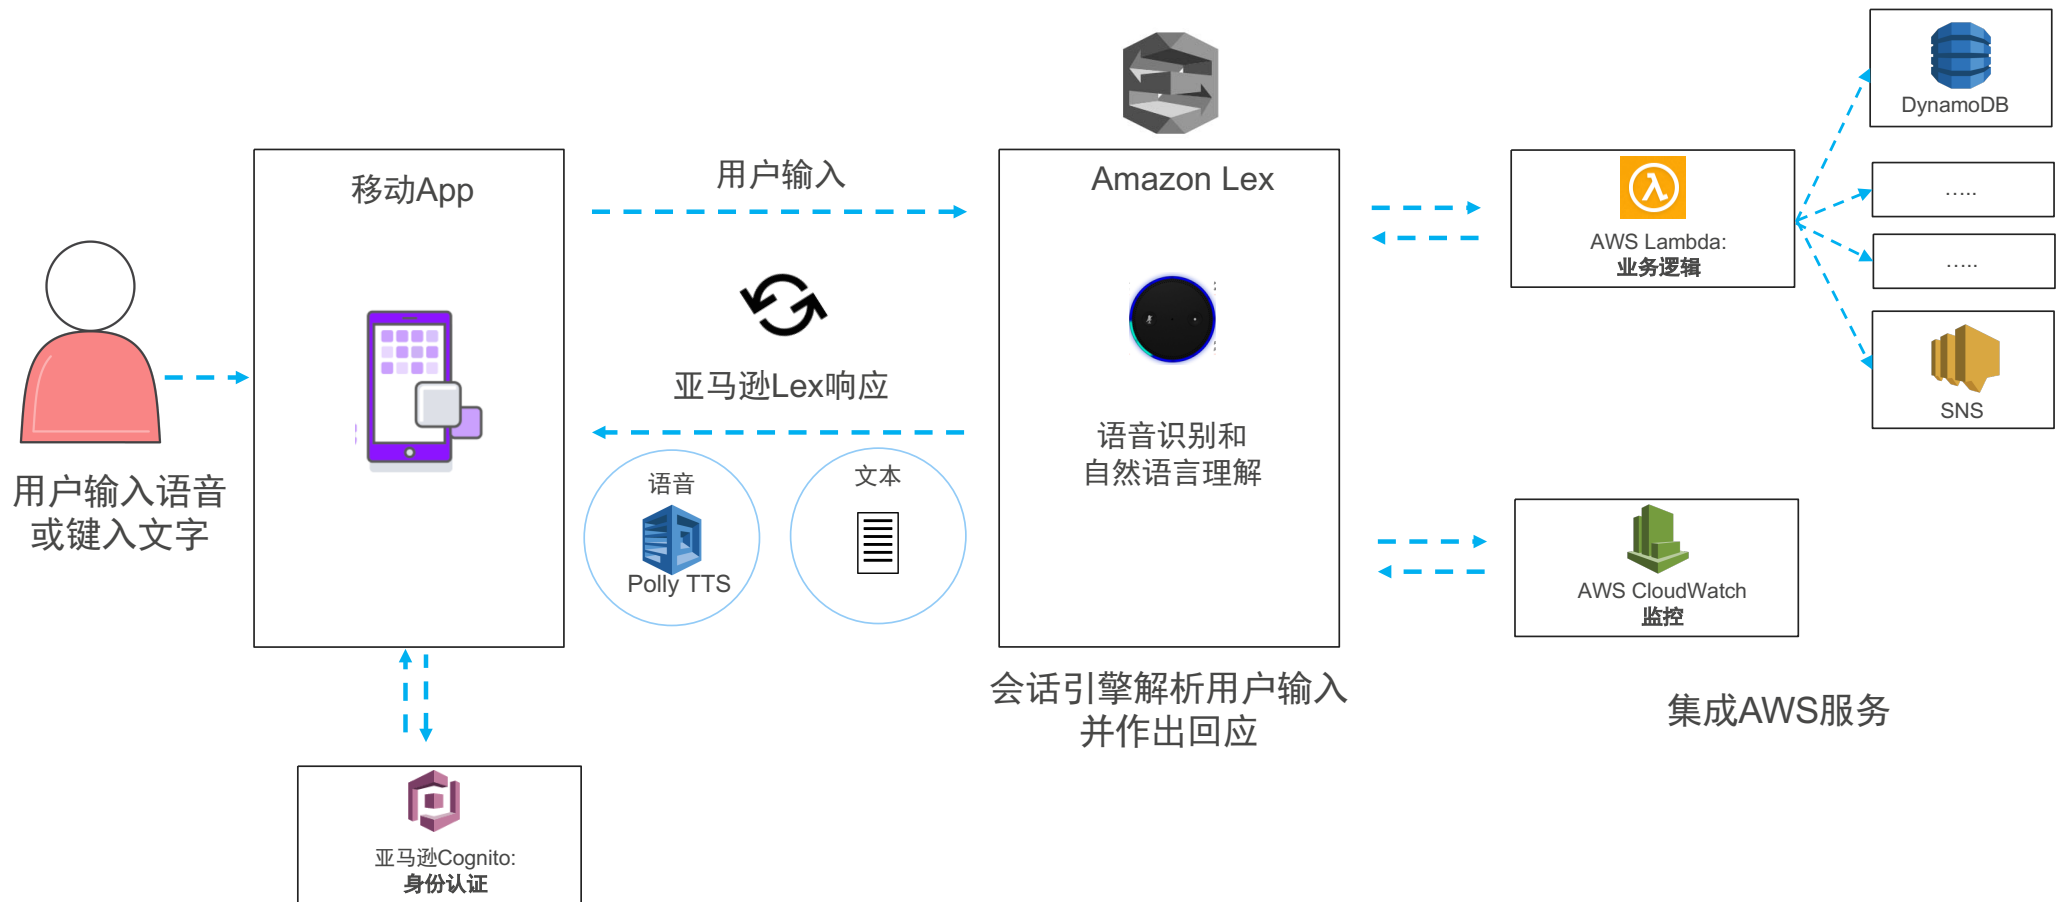 用户输入语音
或键入文字
移动App
亚马逊Cognito:
身份认证
用户输入
亚马逊Lex响应
语音
Polly TTS
文本
Amazon Lex
语音识别和
自然语言理解
会话引擎解析用户输入
并作出回应
AWS Lambda:
业务逻辑
AWS CloudWatch
监控
DynamoDB
.....
.....
SNS
集成AWS服务